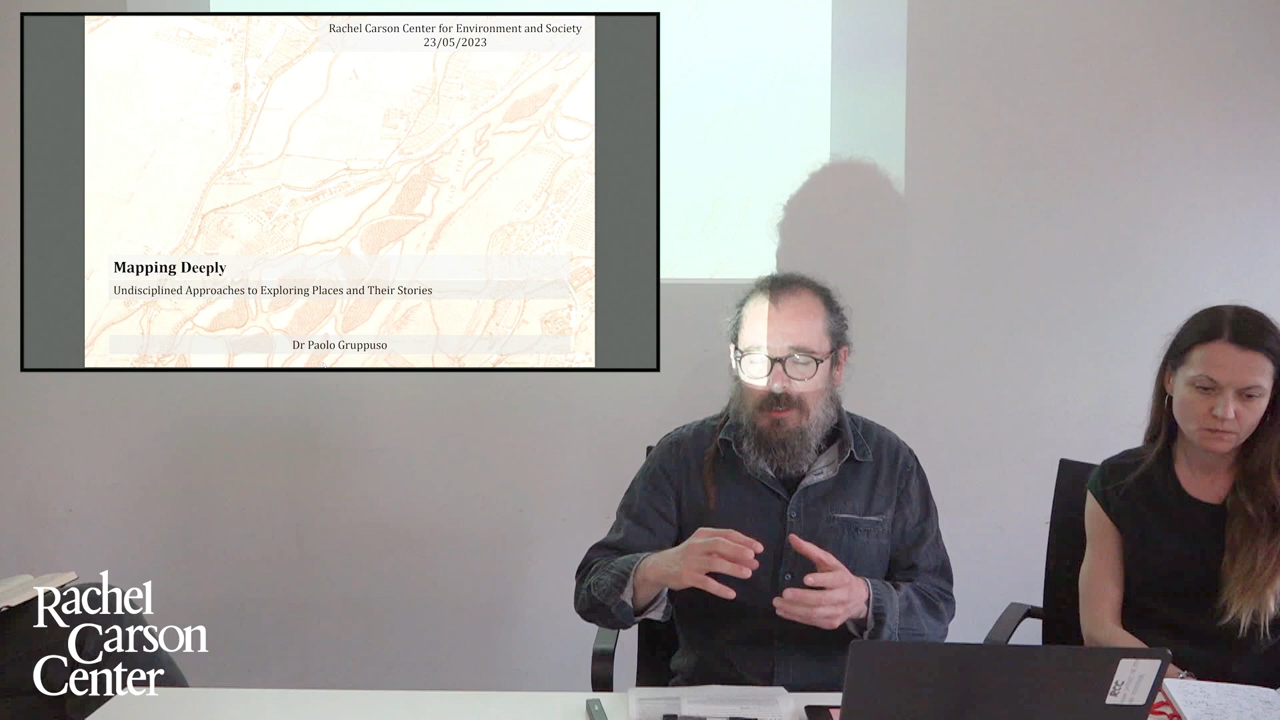 Rachel Carson Center for Environment and Society
23/05/2023
Mapping Deeply
Undisciplined Approaches to Exploring Places and Their Stories
Dr Paolo Gruppuso
Rachel
Carson
Center
RCC